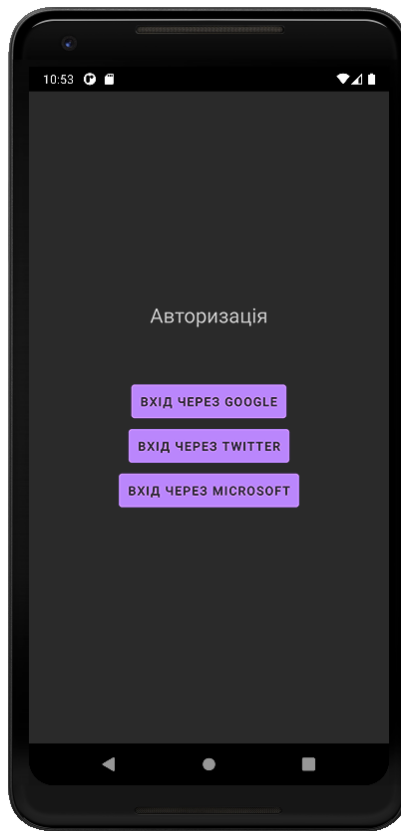 10:53
Авторизація
ВХІД ЧЕРЕЗ GOOGLE
ВХІД ЧЕРЕЗ TWITTER
ВХІД ЧЕРЕЗ MICROSOFT